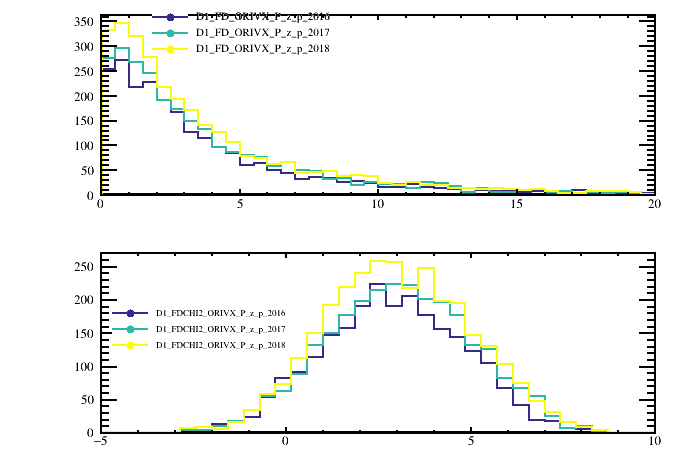 350
300
250
200
150
100
50
0
D1_FD_ORIVX_P_z_p_2016
D1_FD_ORIVX_P_z_p_2017
D1_FD_ORIVX_P_z_p_2018
0 5 10 15 20
250
200
150
100
50
0
D1_FDCHI2_ORIVX_P_z_p_2016
D1_FDCHI2_ORIVX_P_z_p_2017
D1_FDCHI2_ORIVX_P_z_p_2018
−5 0 5 10